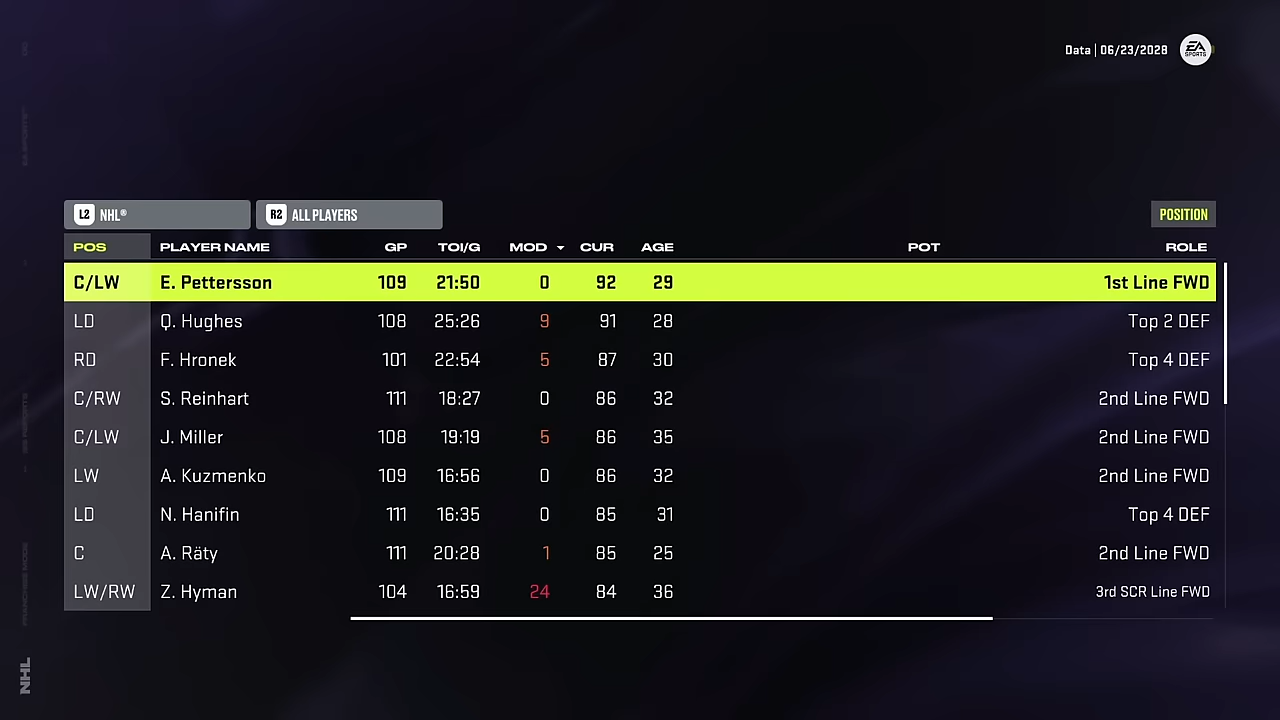 Data | 06/23/2028 EA SPORTS
L2 NHL® R2 ALL PLAYERS POSITION
POS PLAYER NAME GP TOI/G MOD CUR AGE POT ROLE
C/LW E. Pettersson 109 21:50 0 92 29 1st Line FWD
LD Q. Hughes 108 25:26 9 91 28 Top 2 DEF
RD F. Hronek 101 22:54 5 87 30 Top 4 DEF
C/RW S. Reinhart 111 18:27 0 86 32 2nd Line FWD
C/LW J. Miller 108 19:19 5 86 35 2nd Line FWD
LW A. Kuzmenko 109 16:56 0 86 32 2nd Line FWD
LD N. Hanifin 111 16:35 0 85 31 Top 4 DEF
C A. Räty 111 20:28 1 85 25 2nd Line FWD
LW/RW Z. Hyman 104 16:59 24 84 36 3rd SCR Line FWD
FRANCHISE MODE
NHL